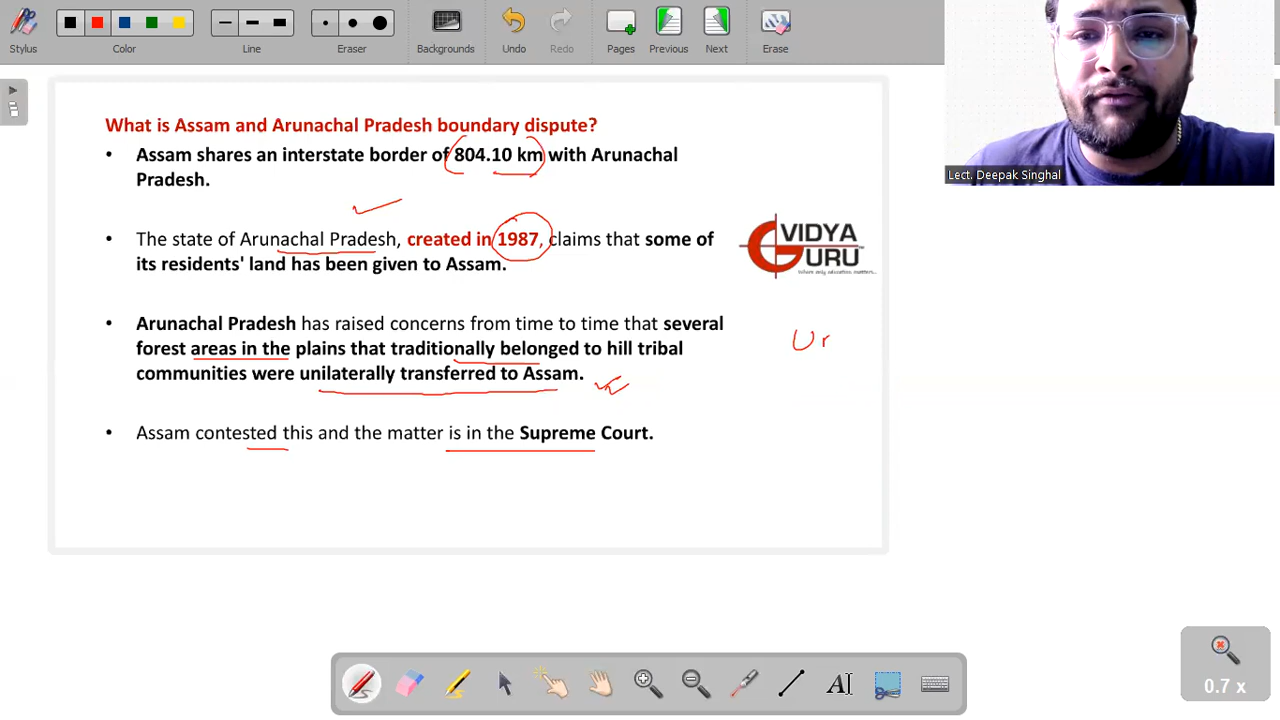 Stylus
Color
Line
Eraser
Backgrounds
Undo
Redo
Pages
Previous
Next
Erase
Lect. Deepak Singhal
What is Assam and Arunachal Pradesh boundary dispute?
• Assam shares an interstate border of 804.10 km with Arunachal
Pradesh.
• The state of Arunachal Pradesh, created in 1987, claims that some of
its residents' land has been given to Assam.
VIDYA
GURU
Where only education matters...
• Arunachal Pradesh has raised concerns from time to time that several
forest areas in the plains that traditionally belonged to hill tribal
communities were unilaterally transferred to Assam.
Ur
• Assam contested this and the matter is in the Supreme Court.
A
0.7 x